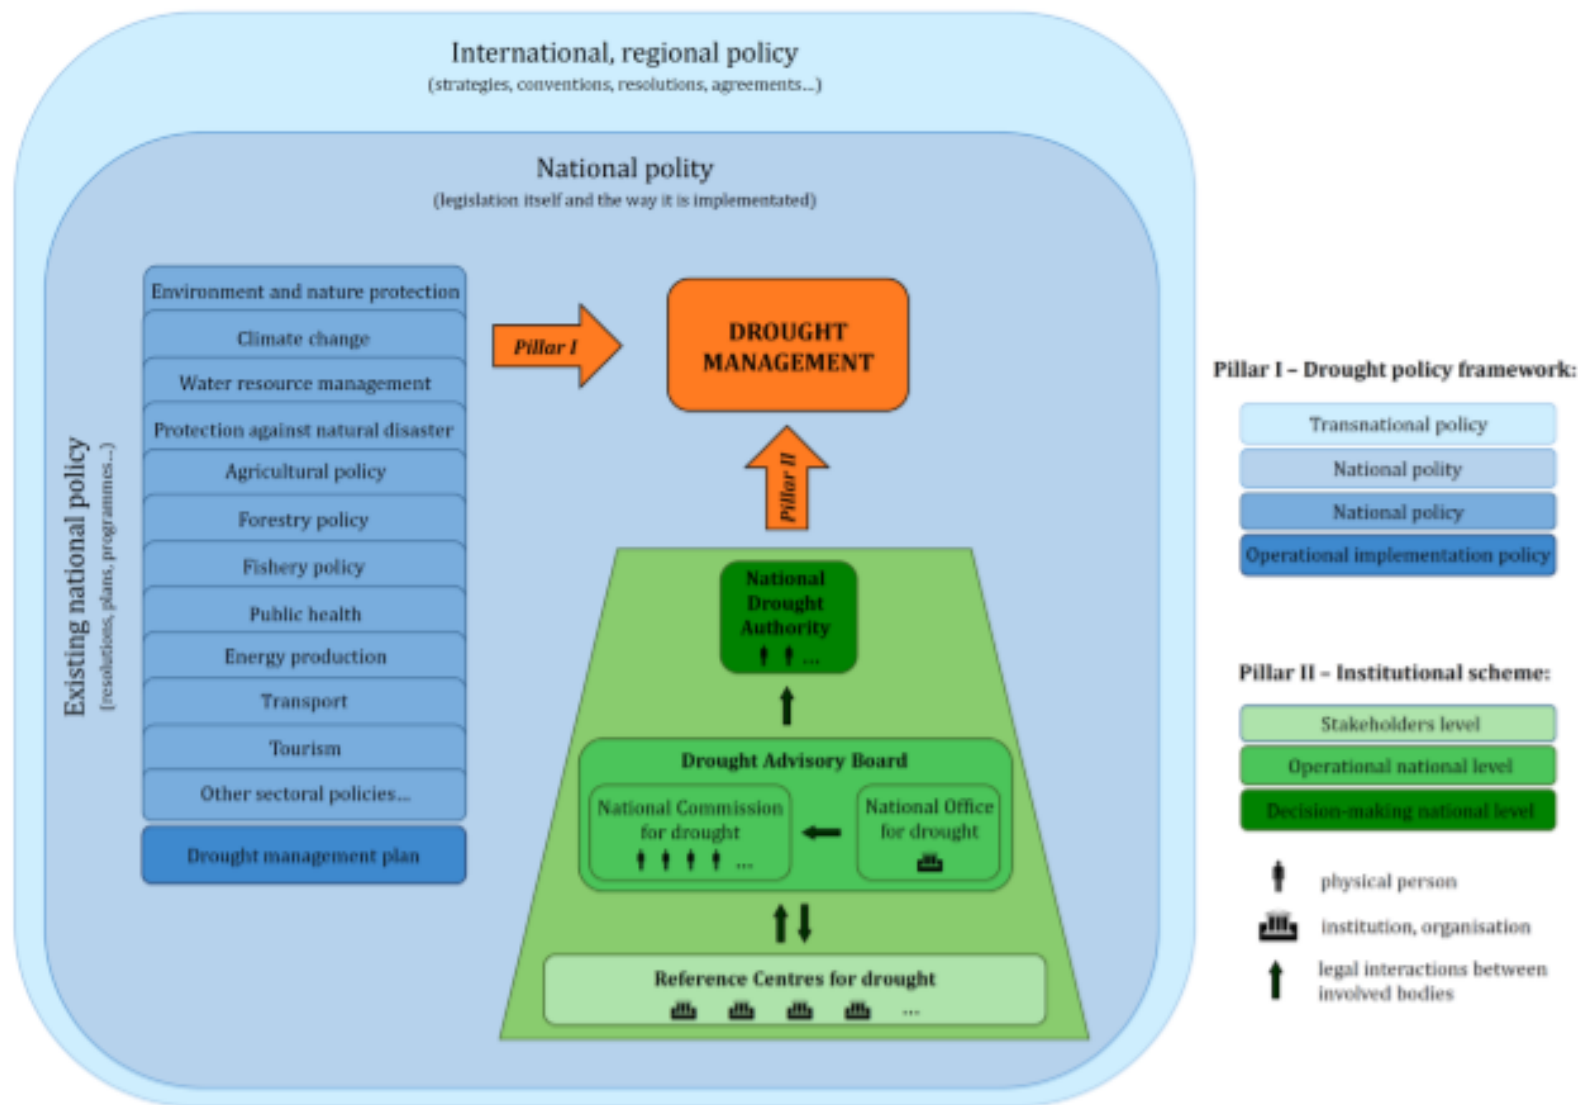 International, regional policy
(strategies, conventions, resolutions, agreements...)
National polity
(legislation itself and the way it is implementated)
Existing national policy
(resolutions, plans, programmes...)
Environment and nature protection
Climate change
Water resource management
Protection against natural disaster
Agricultural policy
Forestry policy
Fishery policy
Public health
Energy production
Transport
Tourism
Other sectoral policies...
Drought management plan
Pillar I
DROUGHT
MANAGEMENT
Pillar II
National
Drought
Authority
...
Drought Advisory Board
National Commission
for drought
...
National Office
for drought
Reference Centres for drought
...
Pillar I – Drought policy framework:
Transnational policy
National polity
National policy
Operational implementation policy
Pillar II – Institutional scheme:
Stakeholders level
Operational national level
Decision-making national level
physical person
institution, organisation
legal interactions between
involved bodies